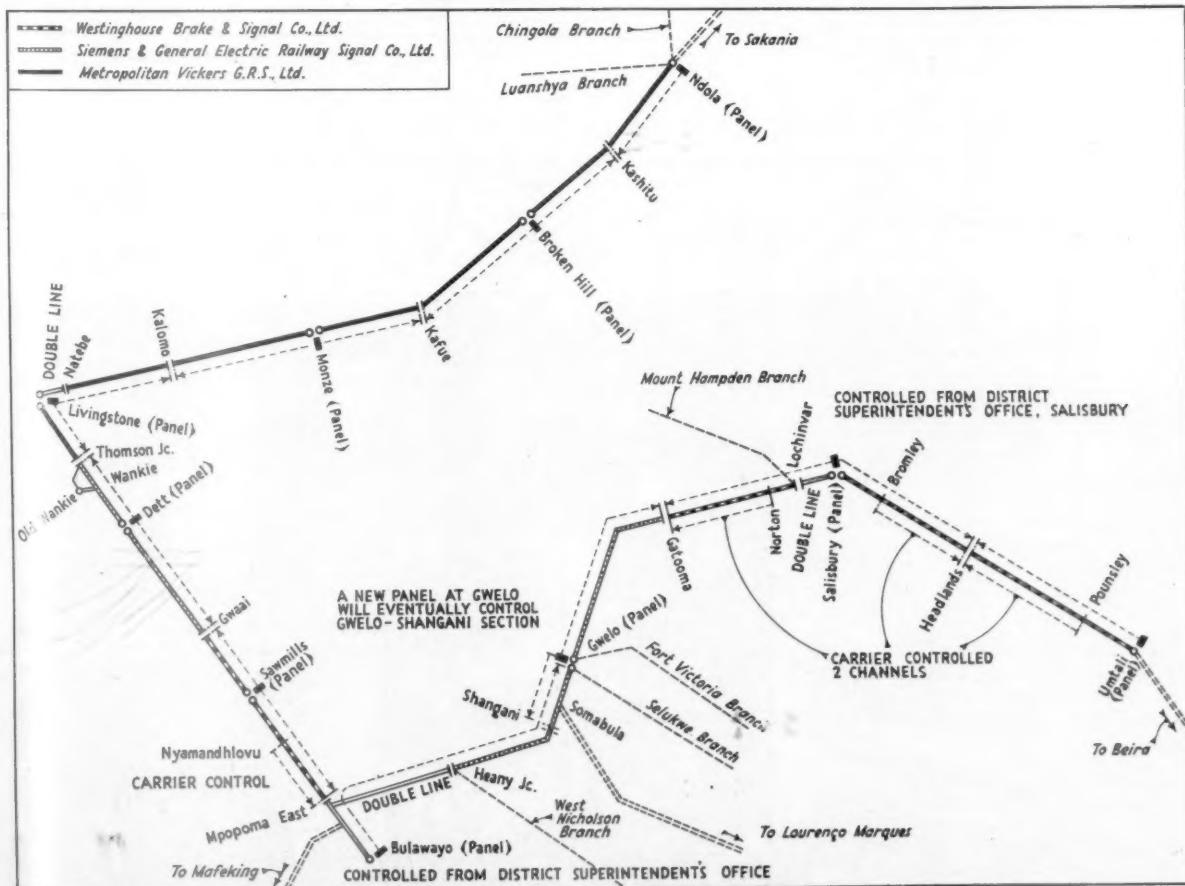 Westinghouse Brake & Signal Co., Ltd.
Siemens & General Electric Railway Signal Co., Ltd.
Metropolitan Vickers G.R.S., Ltd.
Chingola Branch
To Sakania
Luanshya Branch
Ndola (Panel)
Kashitu
Broken Hill (Panel)
Kafue
Monze (Panel)
Kalomo
DOUBLE LINE
Natebe
Livingstone (Panel)
Thomson Jc.
Wankie
Old Wankie
Dett (Panel)
Gwaai
Sawmills
(Panel)
Nyamandhlovu
CARRIER CONTROL
Mpopoma East
To Mafeking
Bulawayo (Panel)
CONTROLLED FROM DISTRICT SUPERINTENDENTS OFFICE
DOUBLE LINE
Heany Jc.
West
Nicholson
Branch
Shangani
Somabula
To Lourenço Marques
Selukwe Branch
Fort Victoria Branch
Gwelo (Panel)
A NEW PANEL AT GWELO
WILL EVENTUALLY CONTROL
GWELO-SHANGANI SECTION
Gatooma
Norton
DOUBLE LINE
Lochinvar
Salisbury (Panel)
Mount Hampden Branch
CONTROLLED FROM DISTRICT
SUPERINTENDENTS OFFICE, SALISBURY
Bromley
Headlands
Pounsley
CARRIER CONTROLLED
2 CHANNELS
Umtali
(Panel)
To Beira